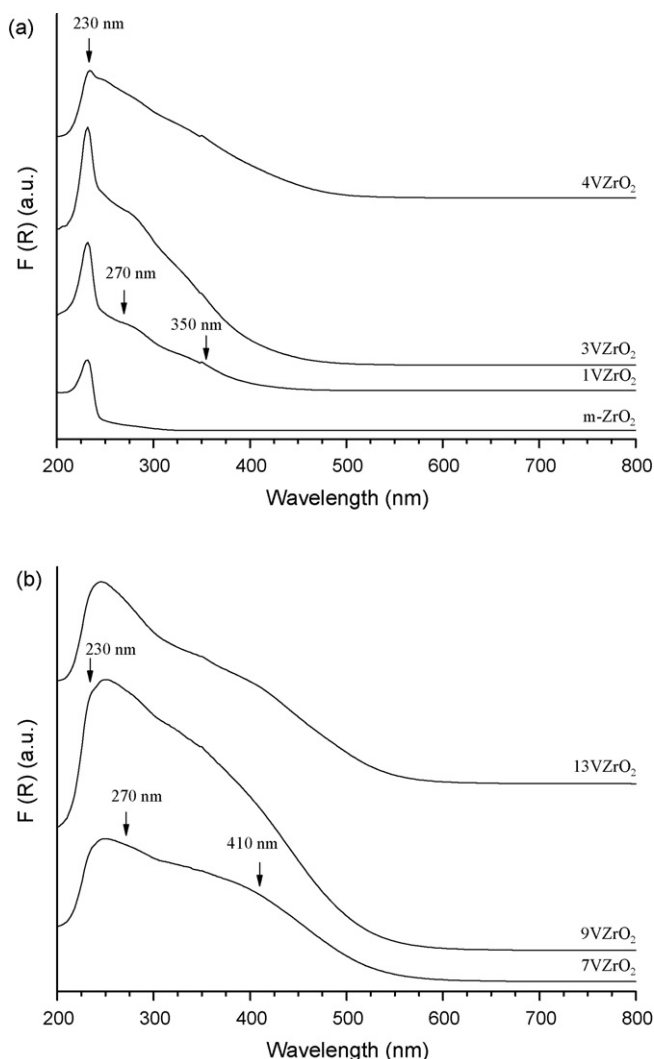 (a)
230 nm
4VZrO₂
270 nm
350 nm
3VZrO₂
1VZrO₂
m-ZrO₂
F (R) (a.u.)
200 300 400 500 600 700 800
Wavelength (nm)
(b)
230 nm
13VZrO₂
270 nm
410 nm
9VZrO₂
7VZrO₂
F (R) (a.u.)
200 300 400 500 600 700 800
Wavelength (nm)